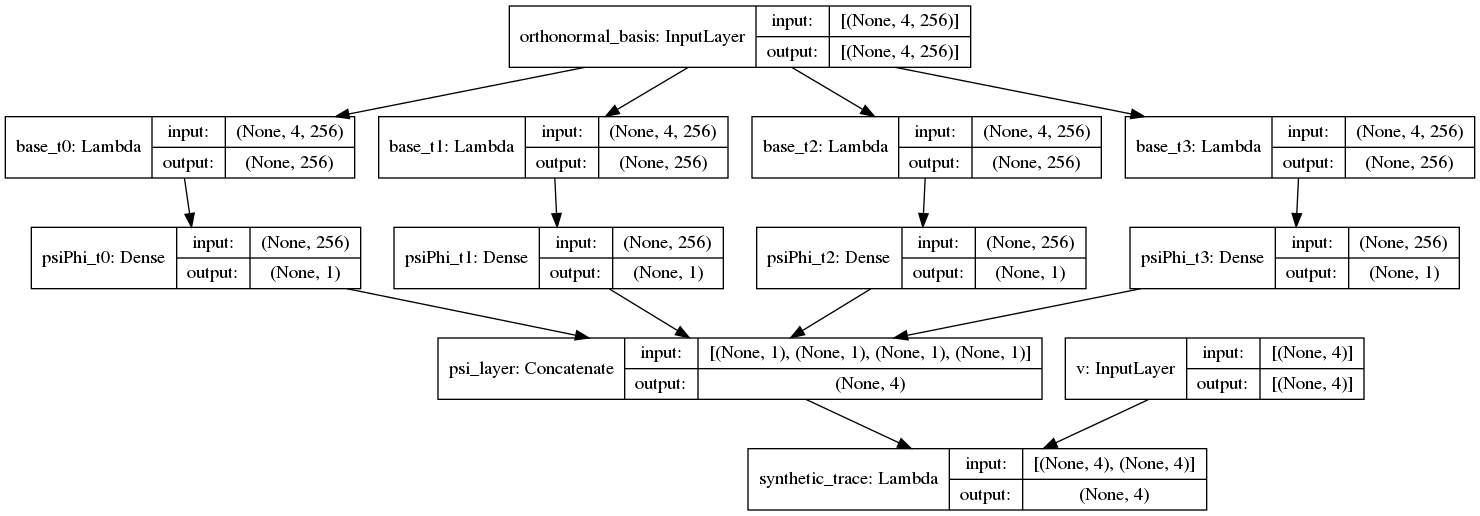 orthonormal_basis: InputLayer
input:
[(None, 4, 256)]
output:
[(None, 4, 256)]
base_t0: Lambda
input:
(None, 4, 256)
output:
(None, 256)
base_t1: Lambda
input:
(None, 4, 256)
output:
(None, 256)
base_t2: Lambda
input:
(None, 4, 256)
output:
(None, 256)
base_t3: Lambda
input:
(None, 4, 256)
output:
(None, 256)
psiPhi_t0: Dense
input:
(None, 256)
output:
(None, 1)
psiPhi_t1: Dense
input:
(None, 256)
output:
(None, 1)
psiPhi_t2: Dense
input:
(None, 256)
output:
(None, 1)
psiPhi_t3: Dense
input:
(None, 256)
output:
(None, 1)
psi_layer: Concatenate
input:
[(None, 1), (None, 1), (None, 1), (None, 1)]
output:
(None, 4)
v: InputLayer
input:
[(None, 4)]
output:
[(None, 4)]
synthetic_trace: Lambda
input:
[(None, 4), (None, 4)]
output:
(None, 4)